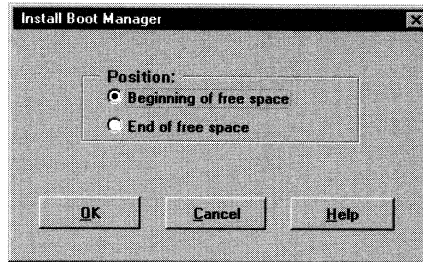 Install Boot Manager
Position:
Beginning of free space
End of free space
OK Cancel Help